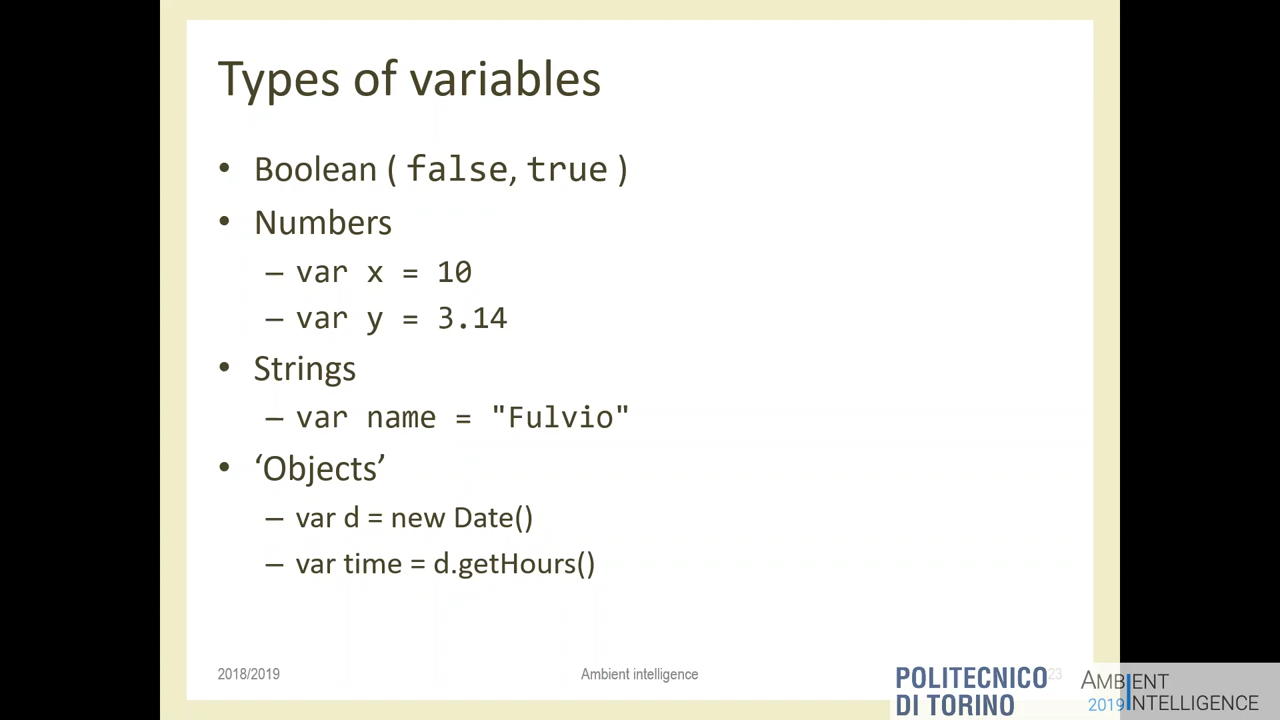 Types of variables
• Boolean ( false, true )
• Numbers
– var x = 10
– var y = 3.14
• Strings
– var name = "Fulvio"
• ‘Objects’
– var d = new Date()
– var time = d.getHours()
2018/2019
Ambient intelligence
23
POLITECNICO
DI TORINO
AMBIENT
2019 INTELLIGENCE